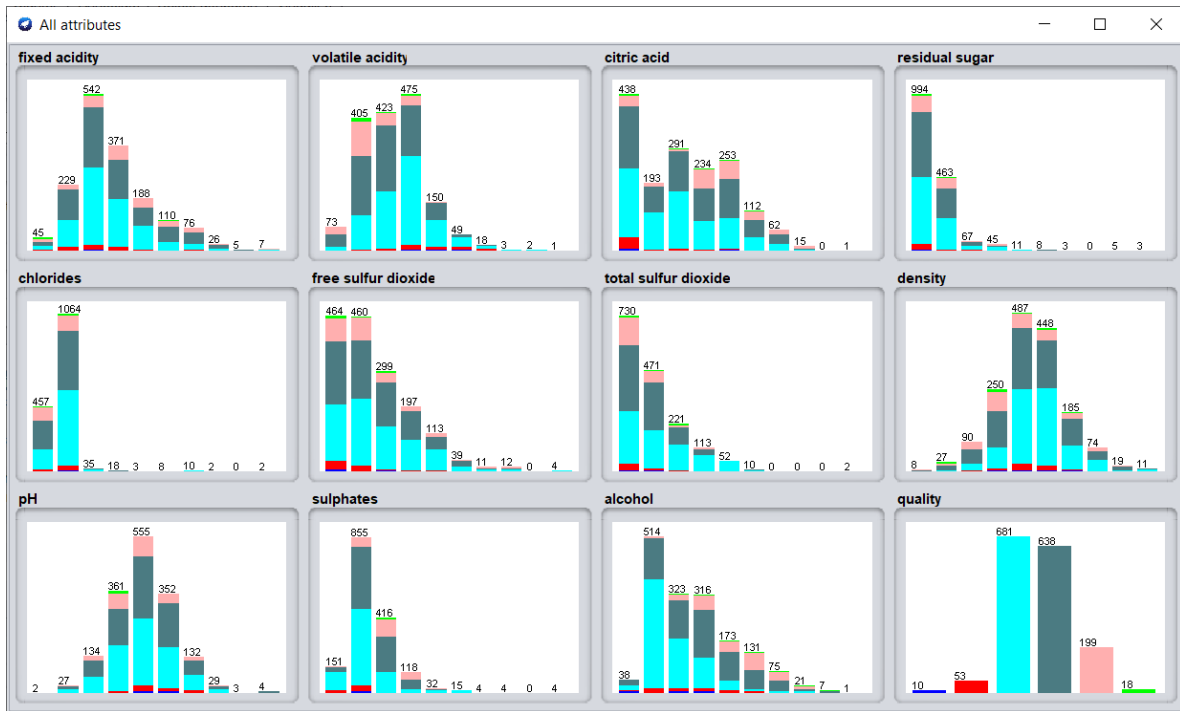 All attributes
fixed acidity
45 229 542 371 188 110 76 26 5 7
volatile acidity
73 405 423 475 150 49 18 3 2 1
citric acid
438 193 291 234 253 112 62 15 0 1
residual sugar
994 463 67 45 11 8 3 0 5 3
chlorides
457 1064 35 18 3 8 10 2 0 2
free sulfur dioxide
464 460 299 197 113 39 11 12 0 4
total sulfur dioxide
730 471 221 113 52 10 0 0 0 2
density
8 27 90 250 487 448 185 74 19 11
pH
2 27 134 361 555 352 132 29 3 4
sulphates
151 855 416 118 32 15 4 4 0 4
alcohol
38 514 323 316 173 131 75 21 7 1
quality
10 53 681 638 199 18